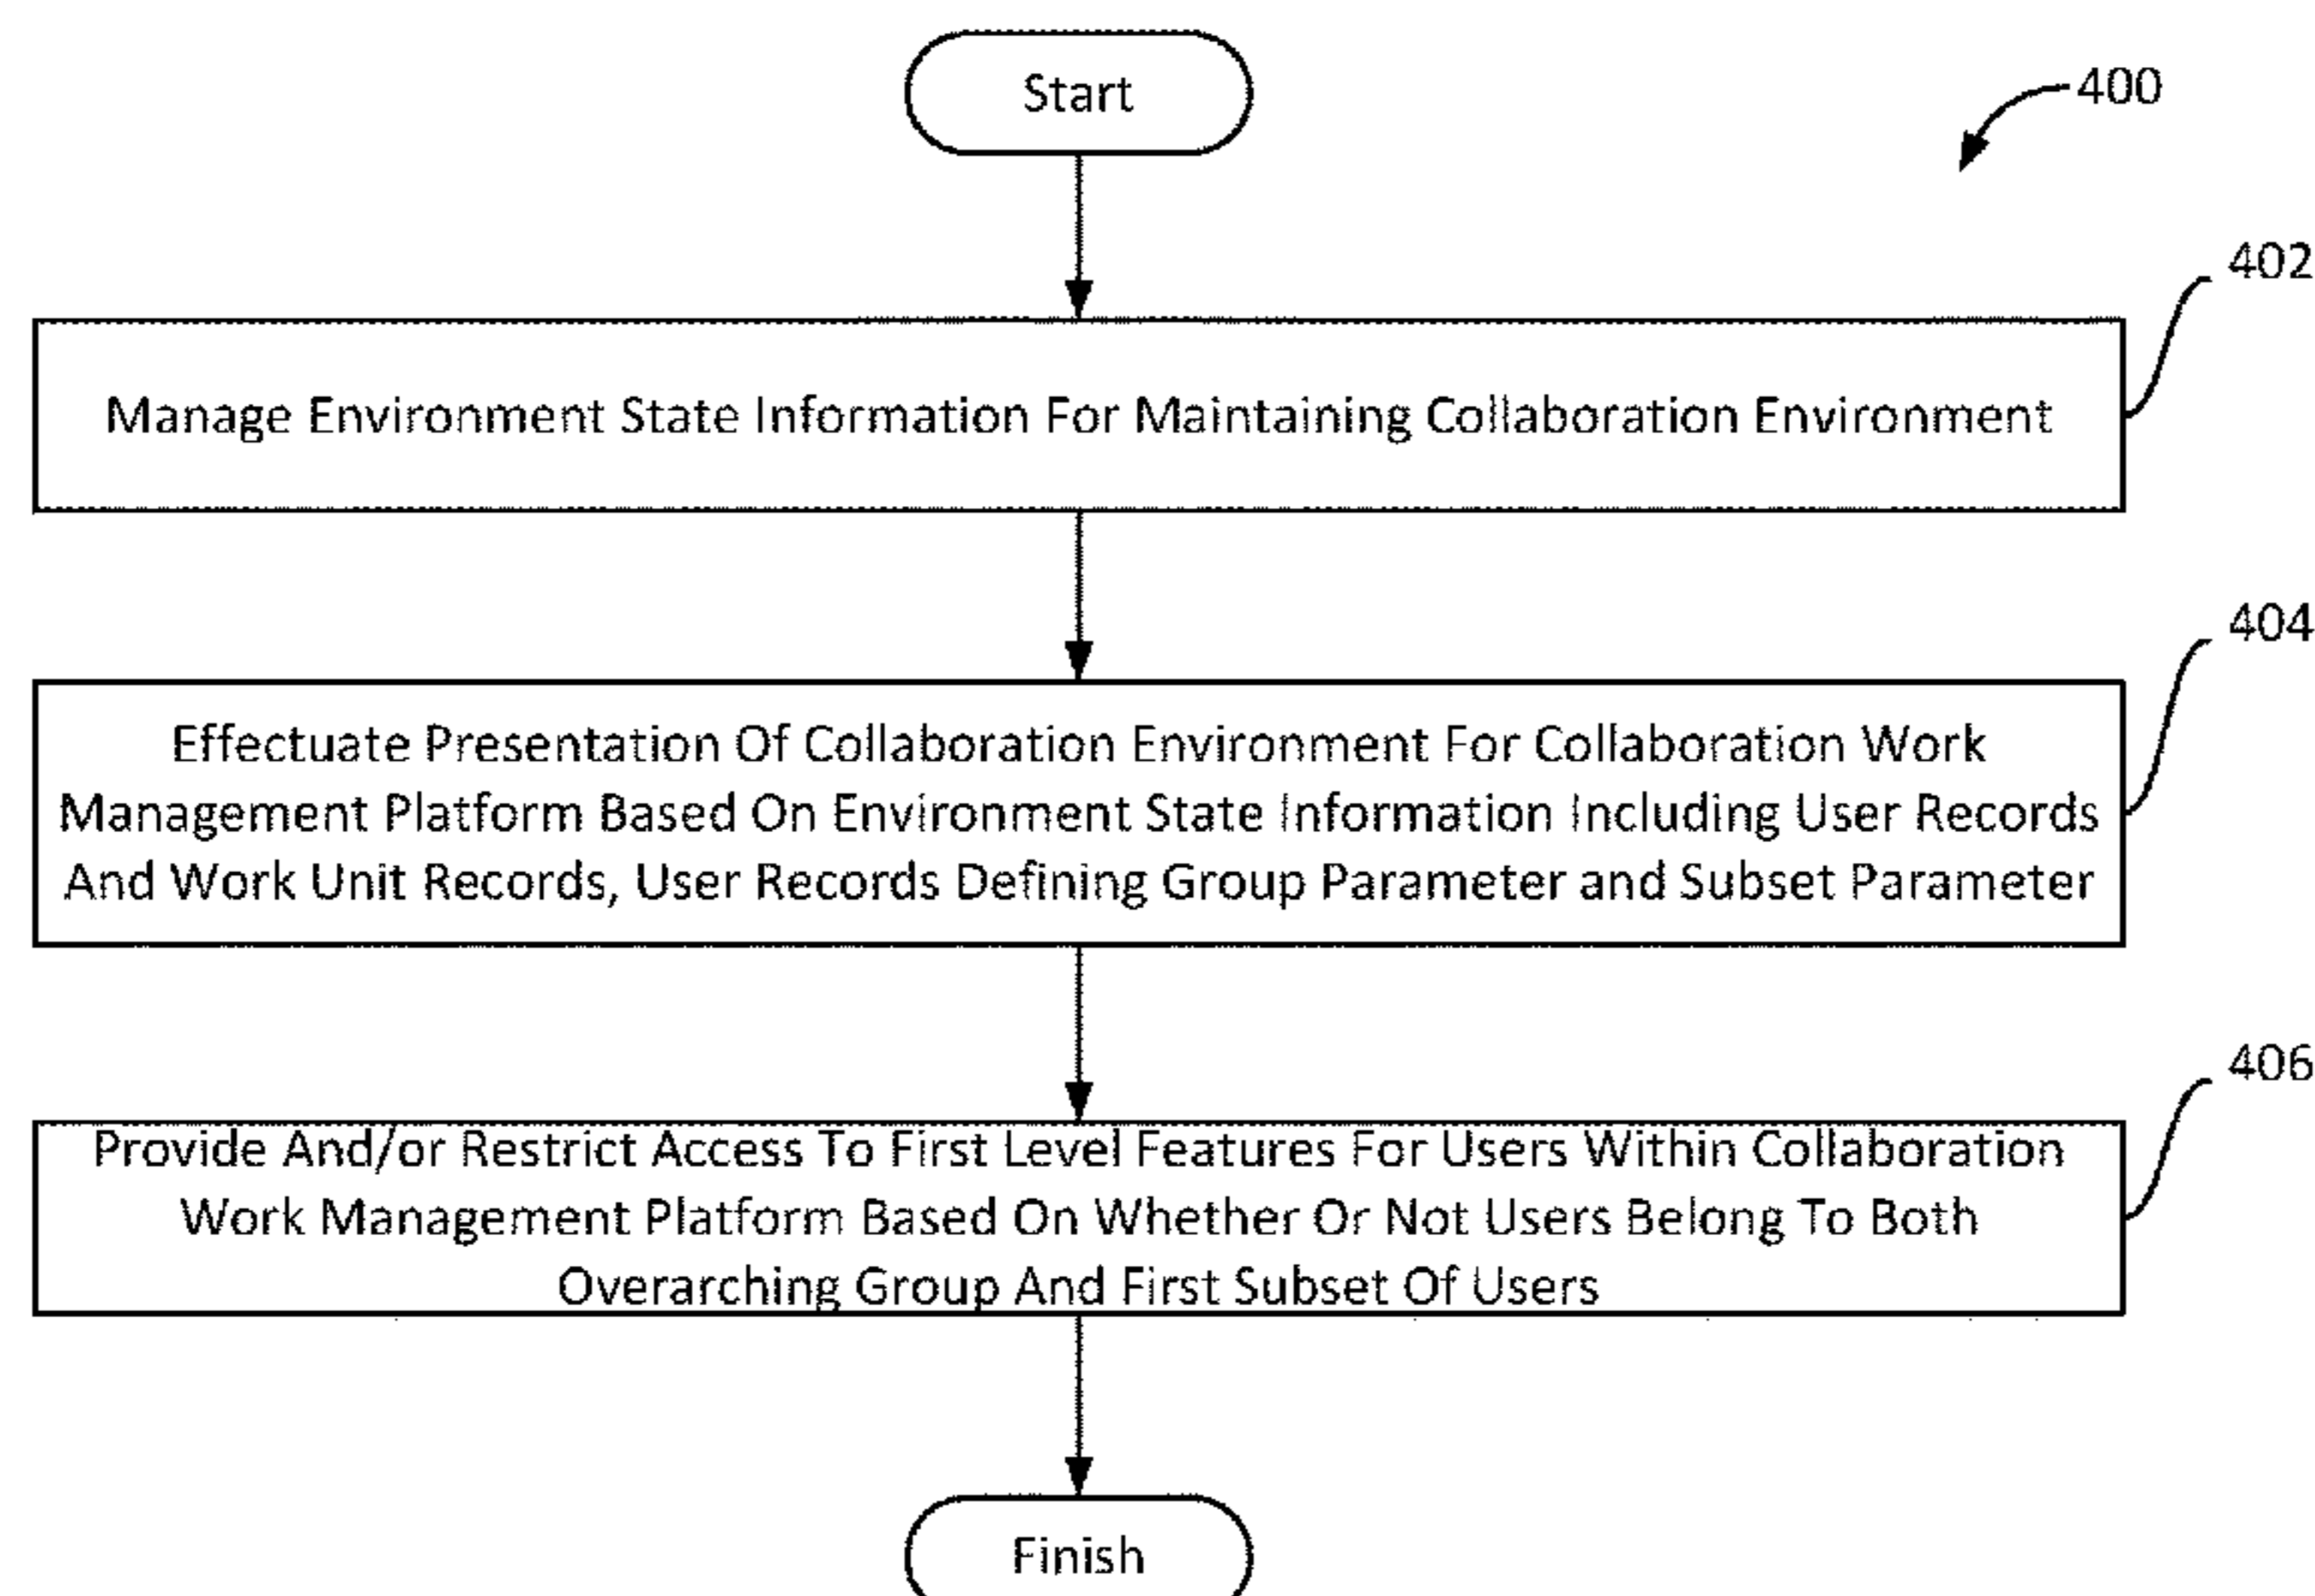 Start
400
402
Manage Environment State Information For Maintaining Collaboration Environment
404
Effectuate Presentation Of Collaboration Environment For Collaboration Work
Management Platform Based On Environment State Information Including User Records
And Work Unit Records, User Records Defining Group Parameter and Subset Parameter
406
Provide And/or Restrict Access To First Level Features For Users Within Collaboration
Work Management Platform Based On Whether Or Not Users Belong To Both
Overarching Group And First Subset Of Users
Finish